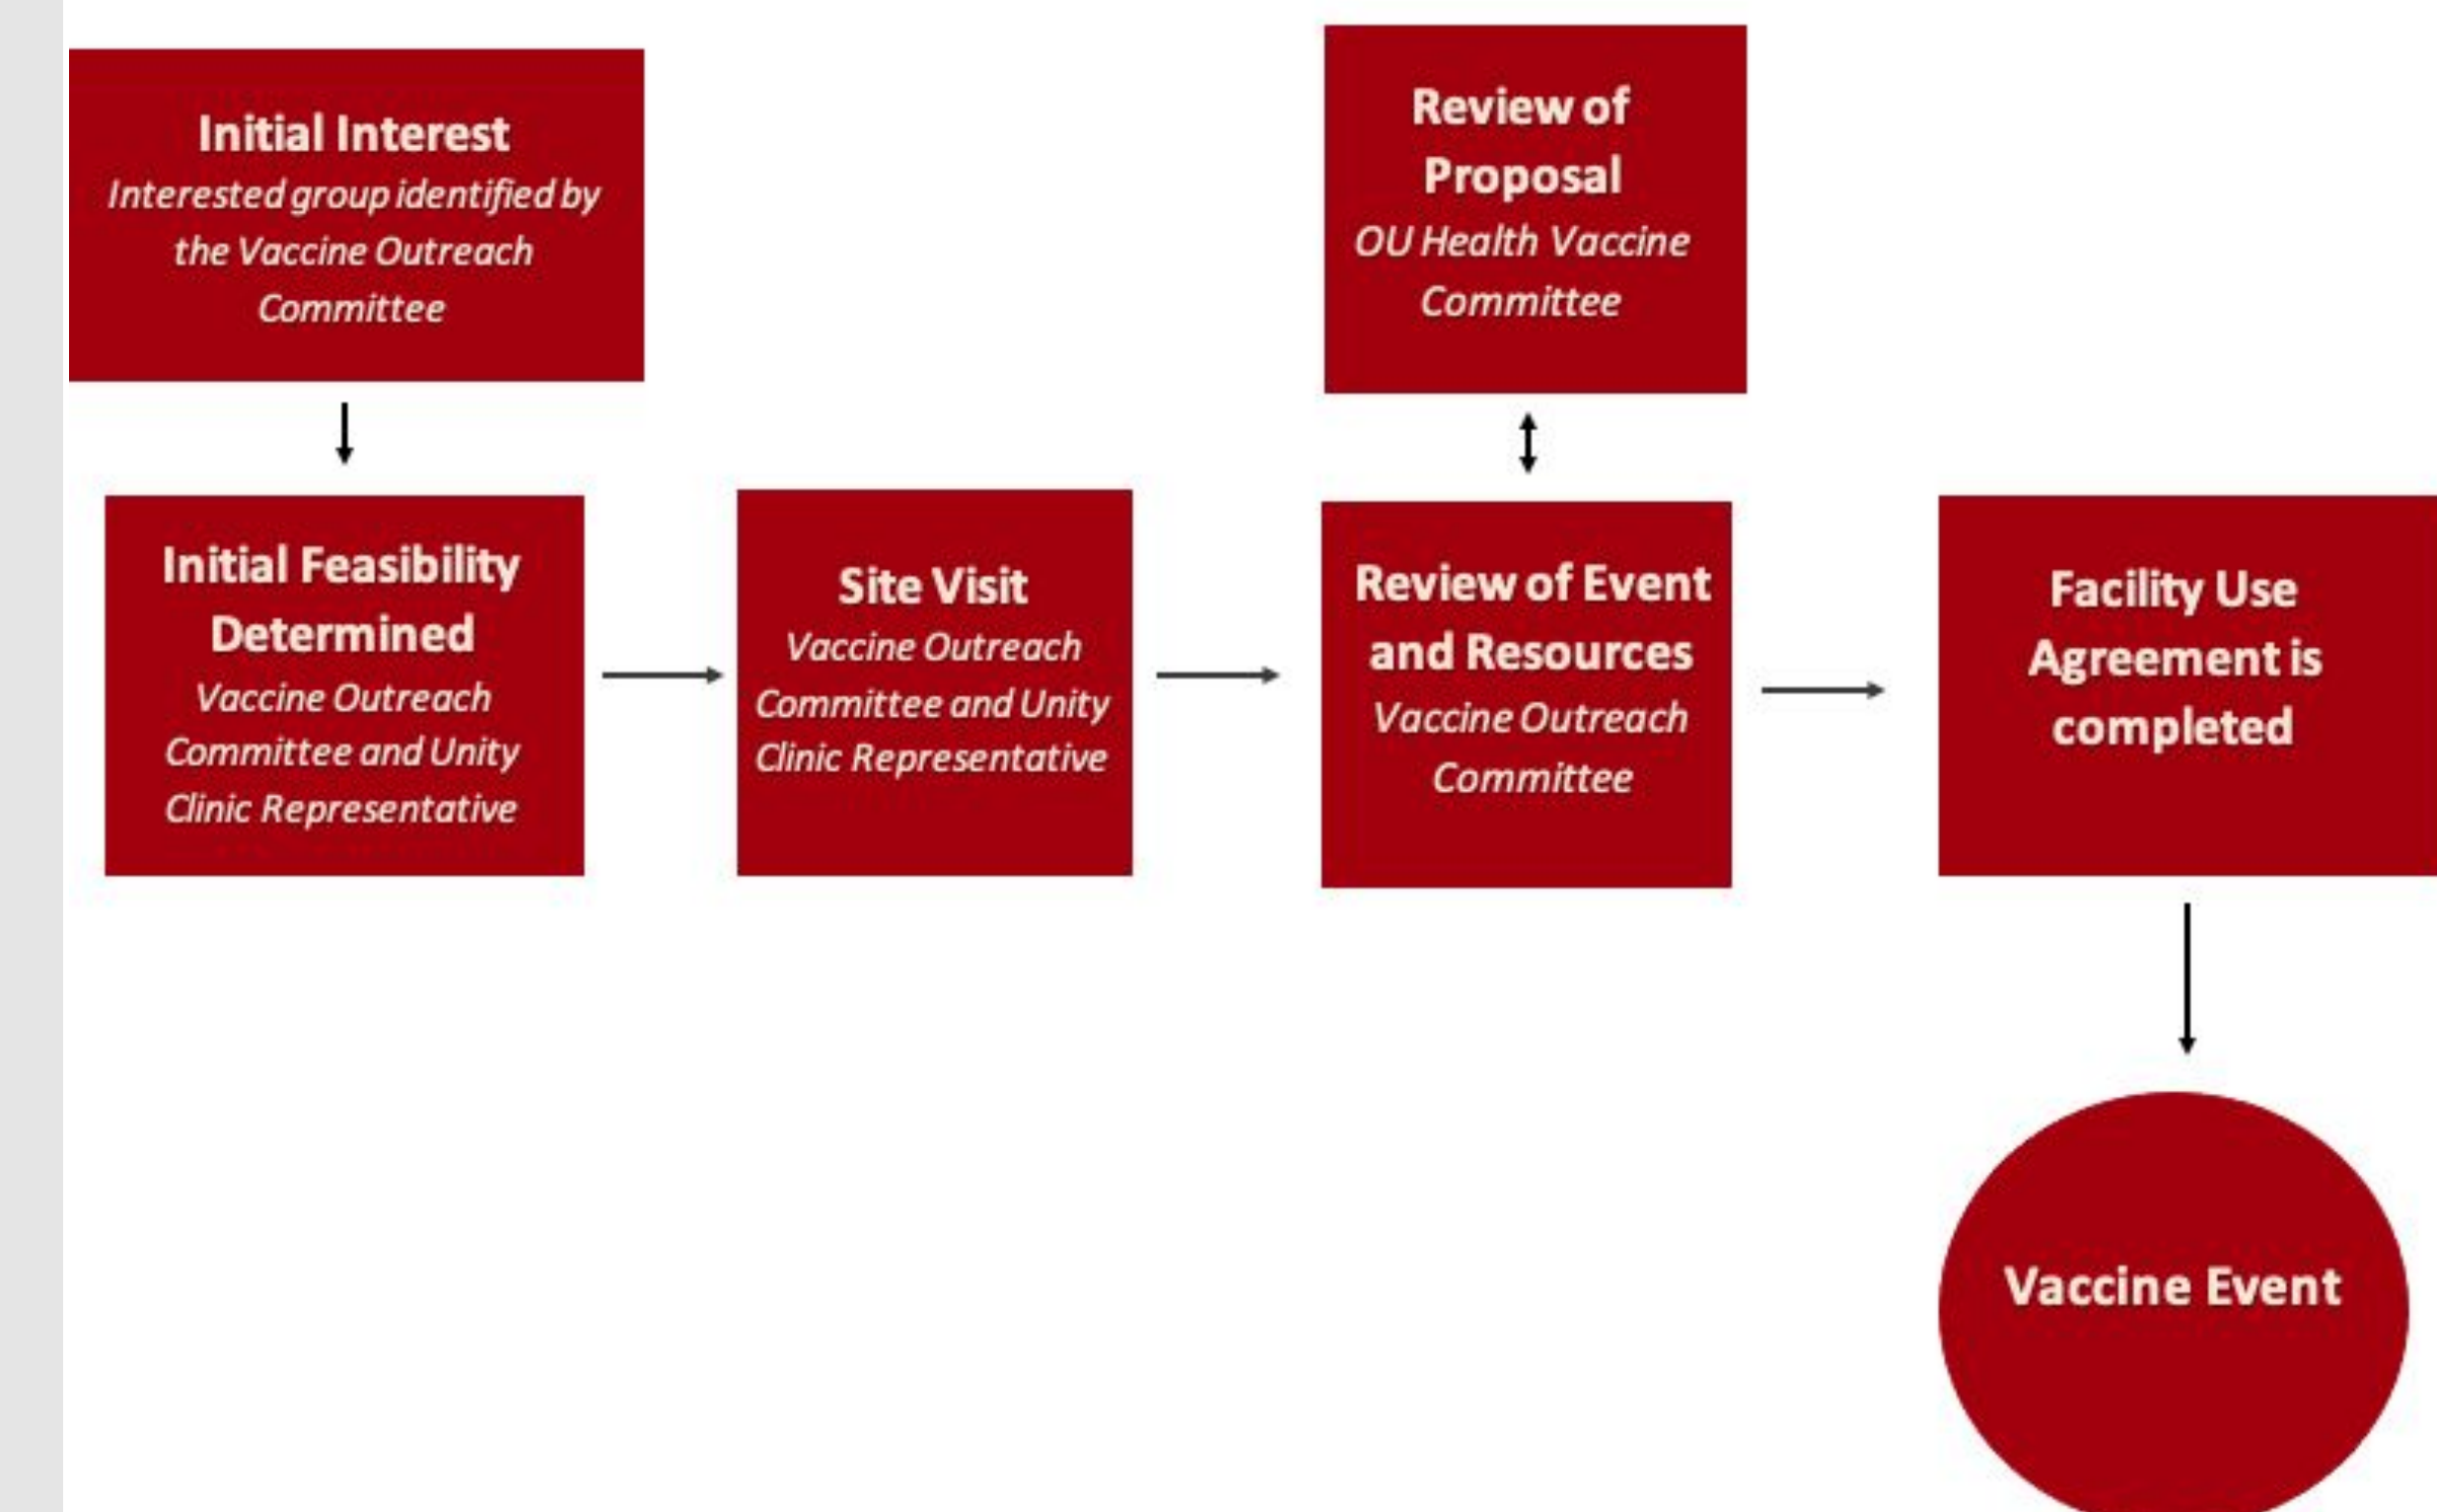 Initial Interest
Interested group identified by
the Vaccine Outreach
Committee
Initial Feasibility
Determined
Vaccine Outreach
Committee and Unity
Clinic Representative
Site Visit
Vaccine Outreach
Committee and Unity
Clinic Representative
Review of
Proposal
OU Health Vaccine
Committee
Review of Event
and Resources
Vaccine Outreach
Committee
Facility Use
Agreement is
completed
Vaccine Event